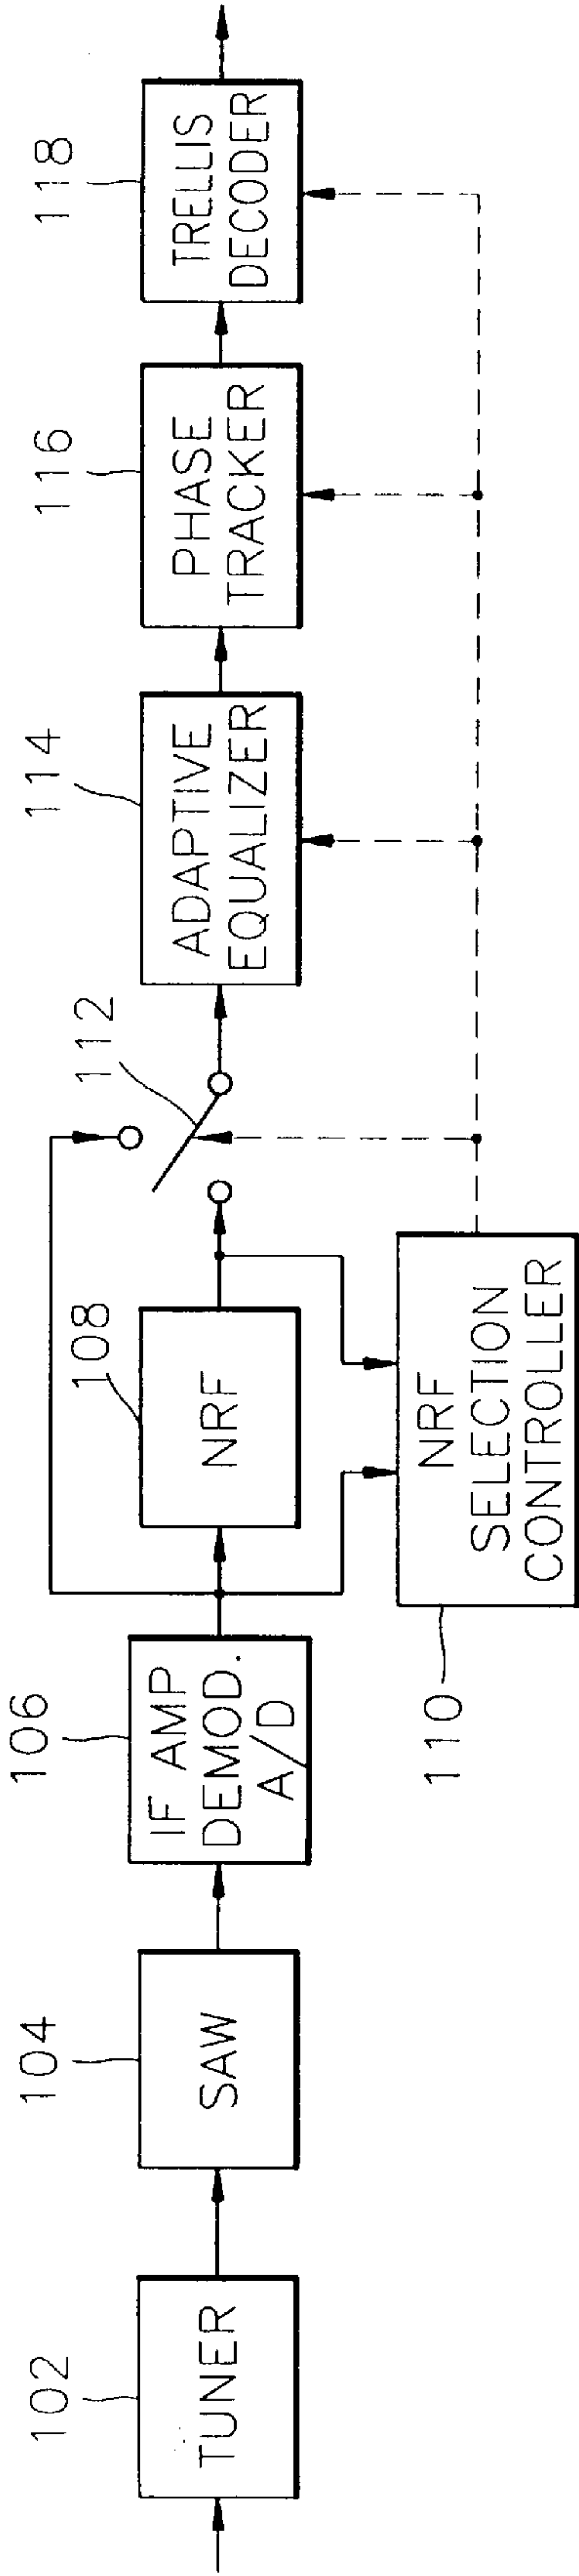 102
TUNER
104
SAW
106
IF AMP
DEMOD.
A/D
108
NRF
110
NRF
SELECTION
CONTROLLER
112
114
ADAPTIVE
EQUALIZER
116
PHASE
TRACKER
118
TRELLIS
DECODER